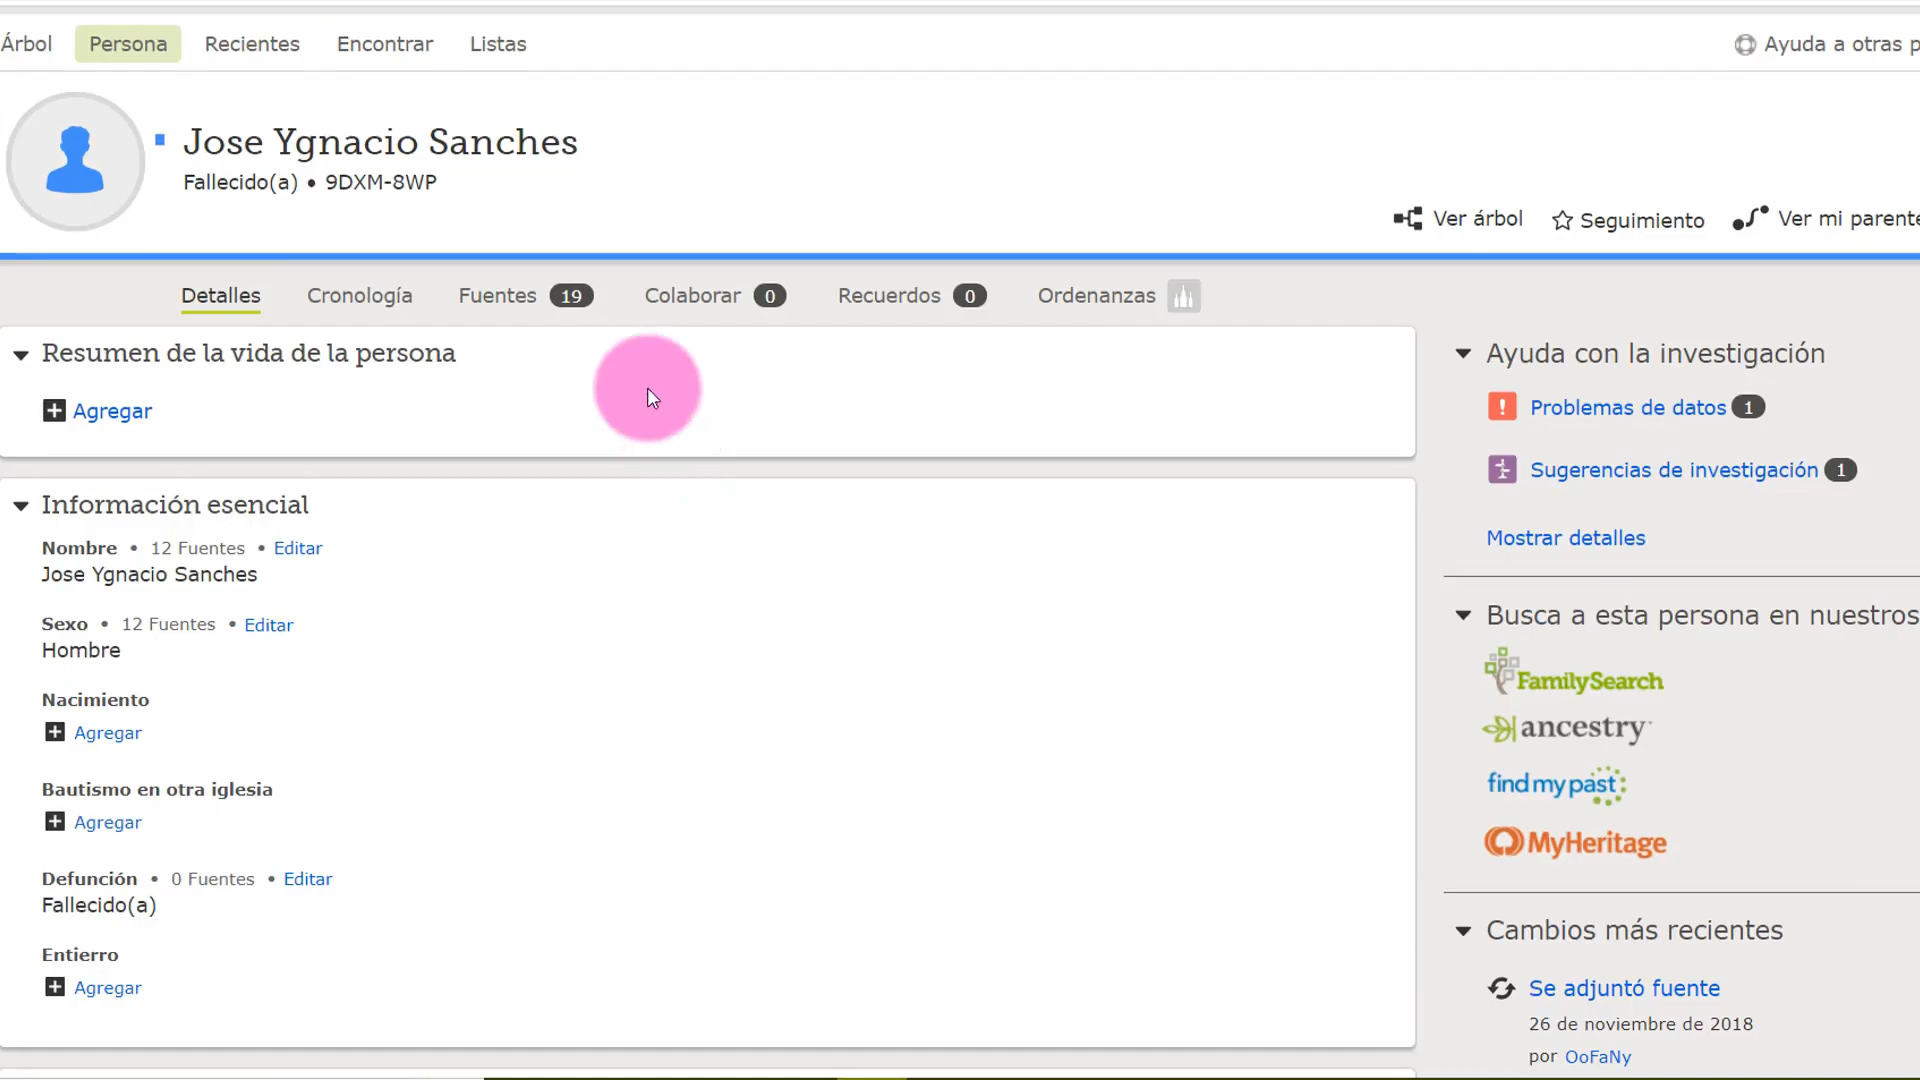 Árbol Persona Recientes Encontrar Listas Ayuda a otras p
Jose Ygnacio Sanches
Fallecido(a) • 9DXM-8WP
Ver árbol Seguimiento Ver mi parente
Detalles Cronología Fuentes 19 Colaborar 0 Recuerdos 0 Ordenanzas
Resumen de la vida de la persona
Agregar
Información esencial
Nombre • 12 Fuentes • Editar
Jose Ygnacio Sanches
Sexo • 12 Fuentes • Editar
Hombre
Nacimiento
Agregar
Bautismo en otra iglesia
Agregar
Defunción • 0 Fuentes • Editar
Fallecido(a)
Entierro
Agregar
Ayuda con la investigación
Problemas de datos 1
Sugerencias de investigación 1
Mostrar detalles
Busca a esta persona en nuestros
FamilySearch
ancestry
findmypast
MyHeritage
Cambios más recientes
Se adjuntó fuente
26 de noviembre de 2018
por OoFaNy